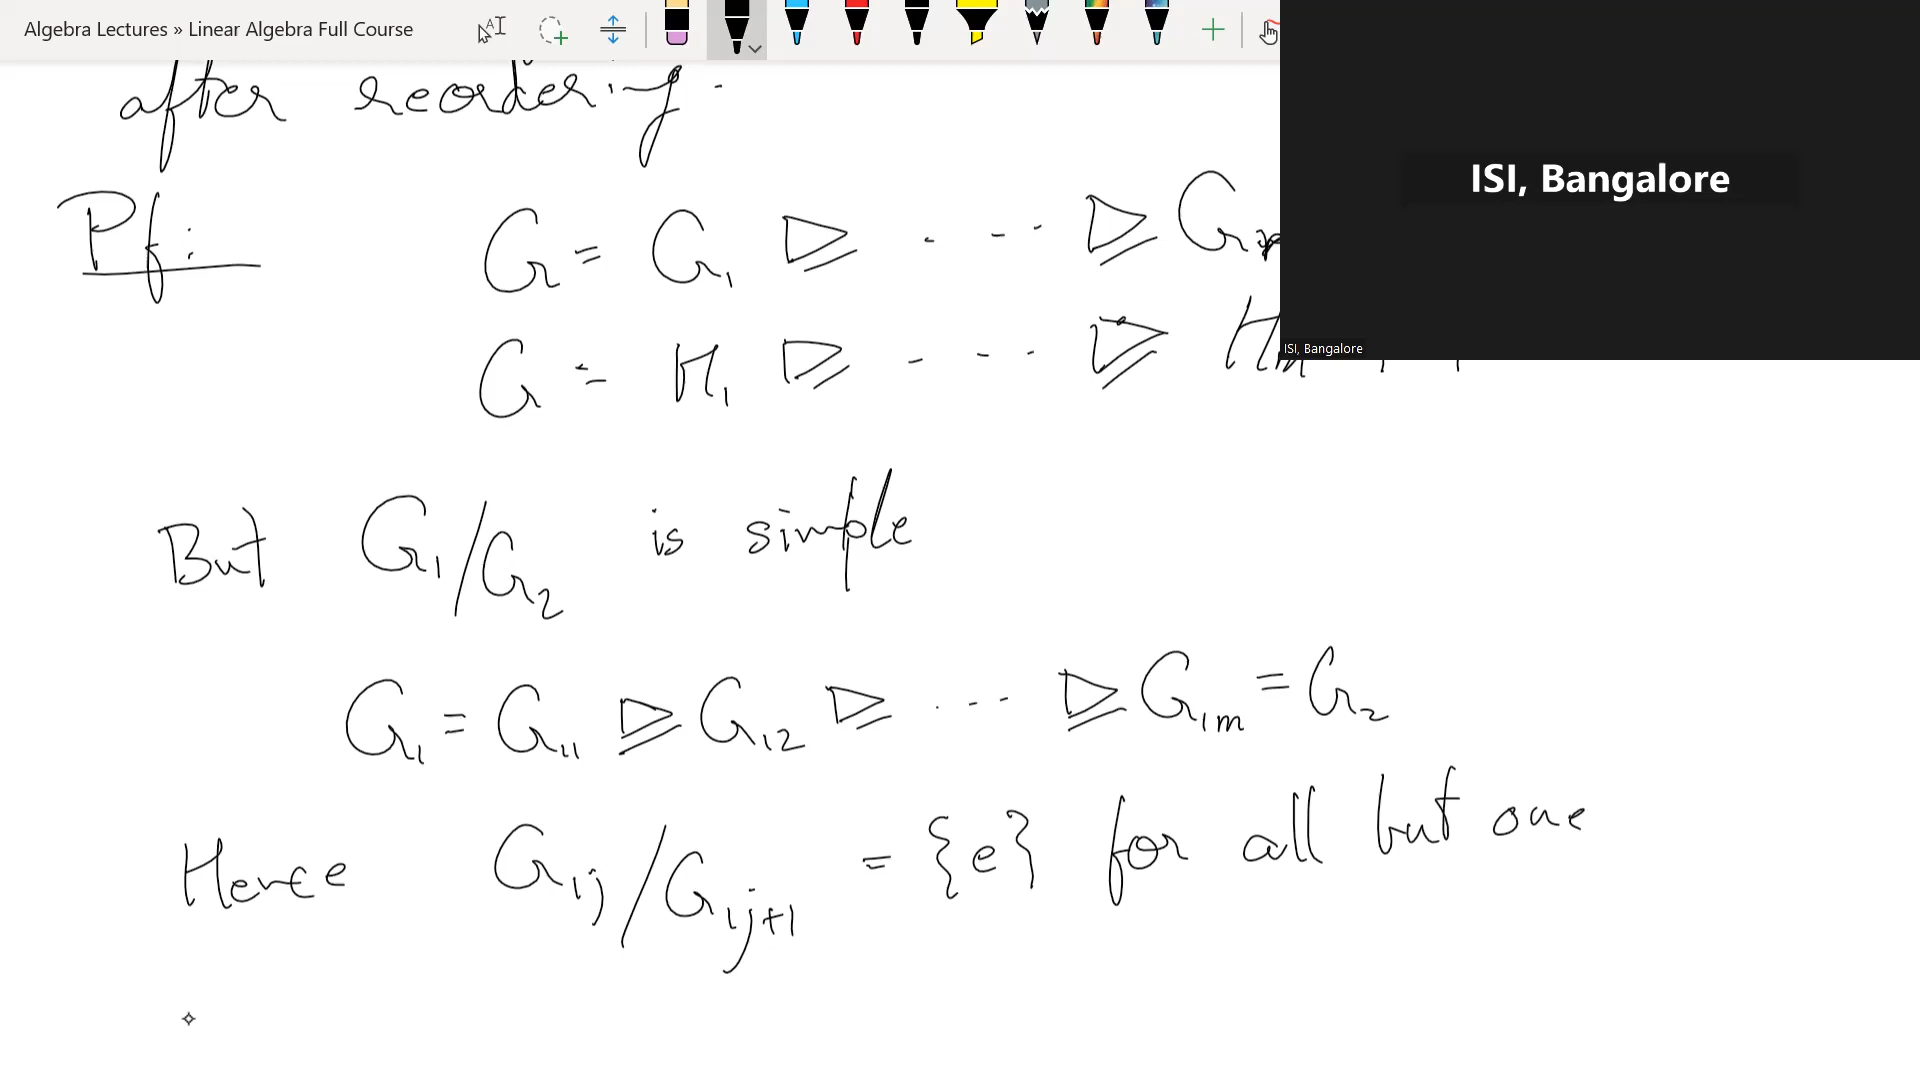 Algebra Lectures » Linear Algebra Full Course
ISI, Bangalore
ISI, Bangalore
after reordering.
Pf:
G = G₁ ⊵ ... ⊵ G
G = H₁ ⊵ ... ⊵ Hₘ
But G₁/G₂ is simple
G₁ = G₁₁ ⊵ G₁₂ ⊵ ... ⊵ G₁ₘ = G₂
Hence G₁ⱼ/G₁ⱼ₊₁ = {e} for all but one